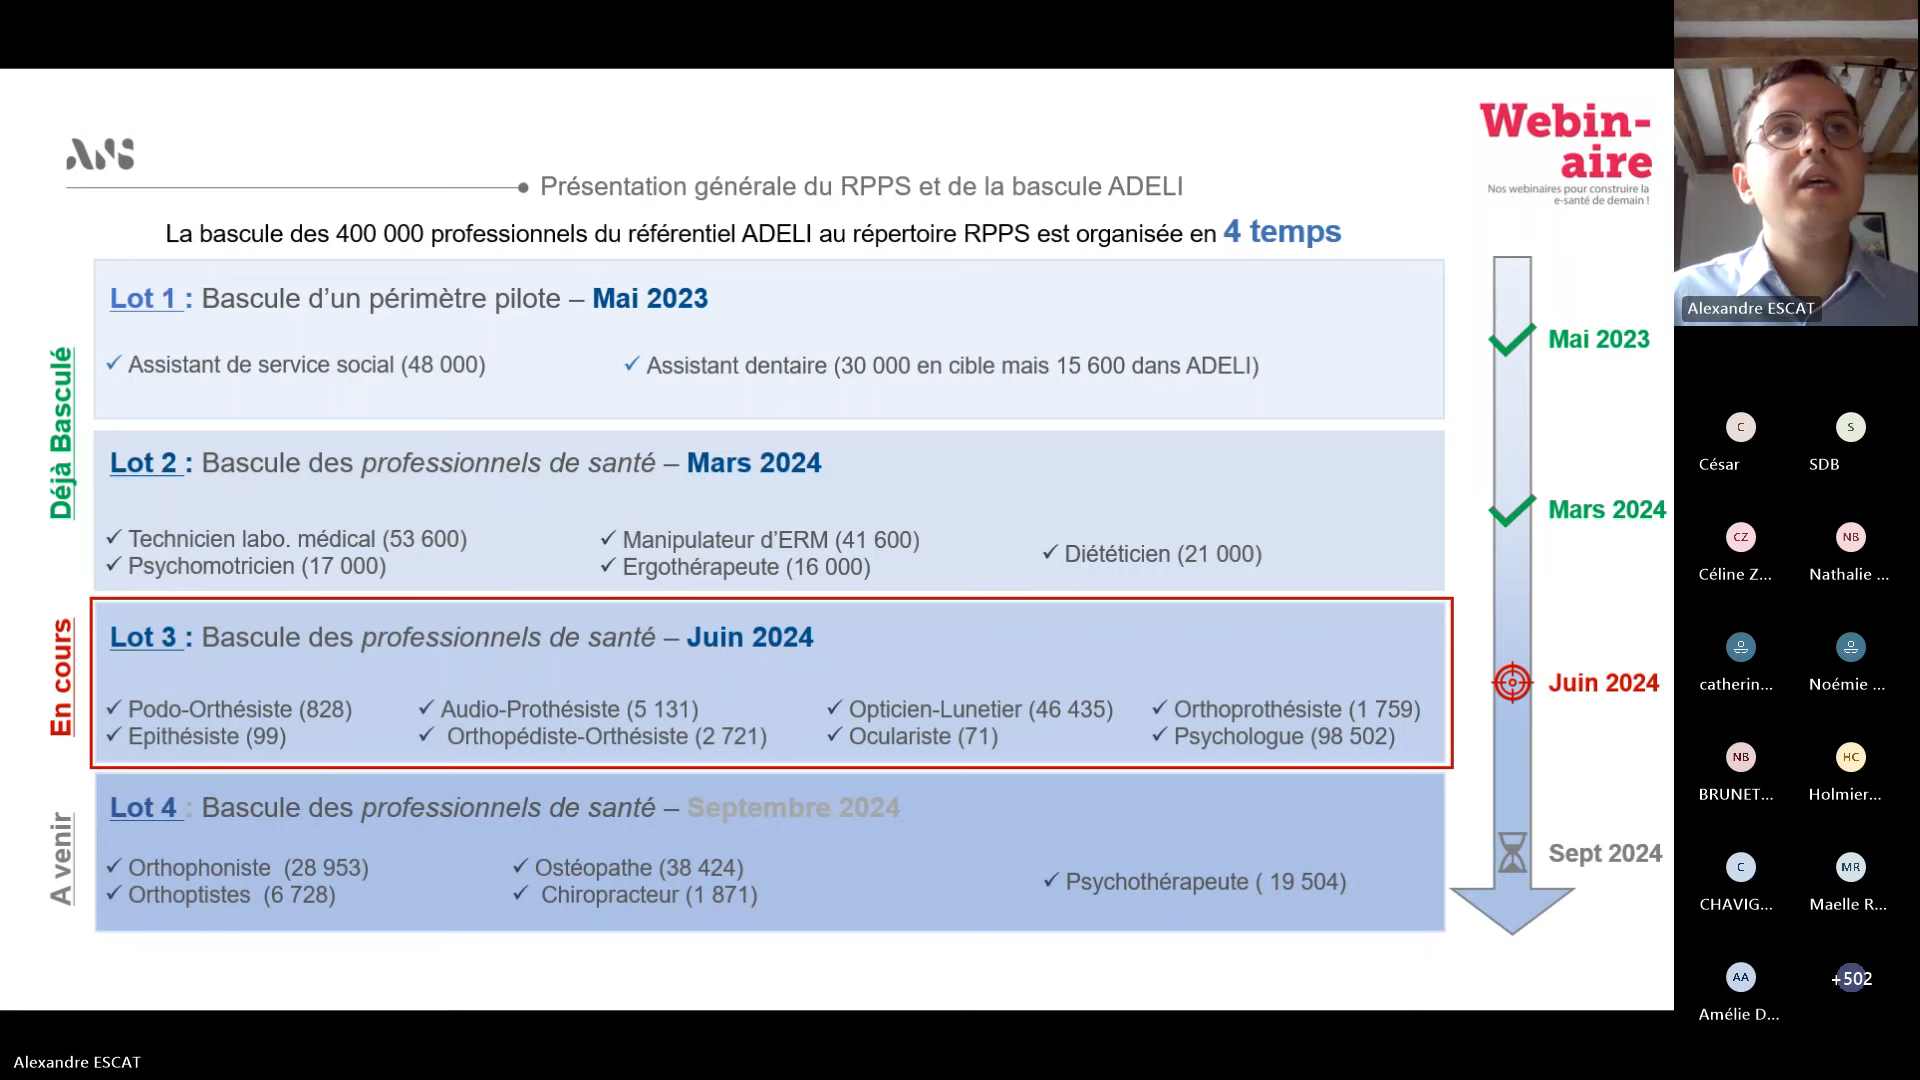 ANS
Webin-
aire
Nos webinaires pour construire la
e-santé de demain !
Présentation générale du RPPS et de la bascule ADELI
La bascule des 400 000 professionnels du référentiel ADELI au répertoire RPPS est organisée en 4 temps
Déjà Basculé
Lot 1 : Bascule d’un périmètre pilote – Mai 2023
✓ Assistant de service social (48 000)
✓ Assistant dentaire (30 000 en cible mais 15 600 dans ADELI)
Mai 2023
Lot 2 : Bascule des professionnels de santé – Mars 2024
✓ Technicien labo. médical (53 600)
✓ Psychomotricien (17 000)
✓ Manipulateur d’ERM (41 600)
✓ Ergothérapeute (16 000)
✓ Diététicien (21 000)
Mars 2024
En cours
Lot 3 : Bascule des professionnels de santé – Juin 2024
✓ Podo-Orthésiste (828)
✓ Epithésiste (99)
✓ Audio-Prothésiste (5 131)
✓ Orthopédiste-Orthésiste (2 721)
✓ Opticien-Lunetier (46 435)
✓ Oculariste (71)
✓ Orthoprothésiste (1 759)
✓ Psychologue (98 502)
Juin 2024
A venir
Lot 4 : Bascule des professionnels de santé – Septembre 2024
✓ Orthophoniste (28 953)
✓ Orthoptistes (6 728)
✓ Ostéopathe (38 424)
✓ Chiropracteur (1 871)
✓ Psychothérapeute ( 19 504)
Sept 2024
Alexandre ESCAT
C
César
S
SDB
CZ
Céline Z...
NB
Nathalie ...
catherin...
Noémie ...
NB
BRUNET...
HC
Holmier...
C
CHAVIG...
MR
Maelle R...
AA
Amélie D...
+502
Alexandre ESCAT